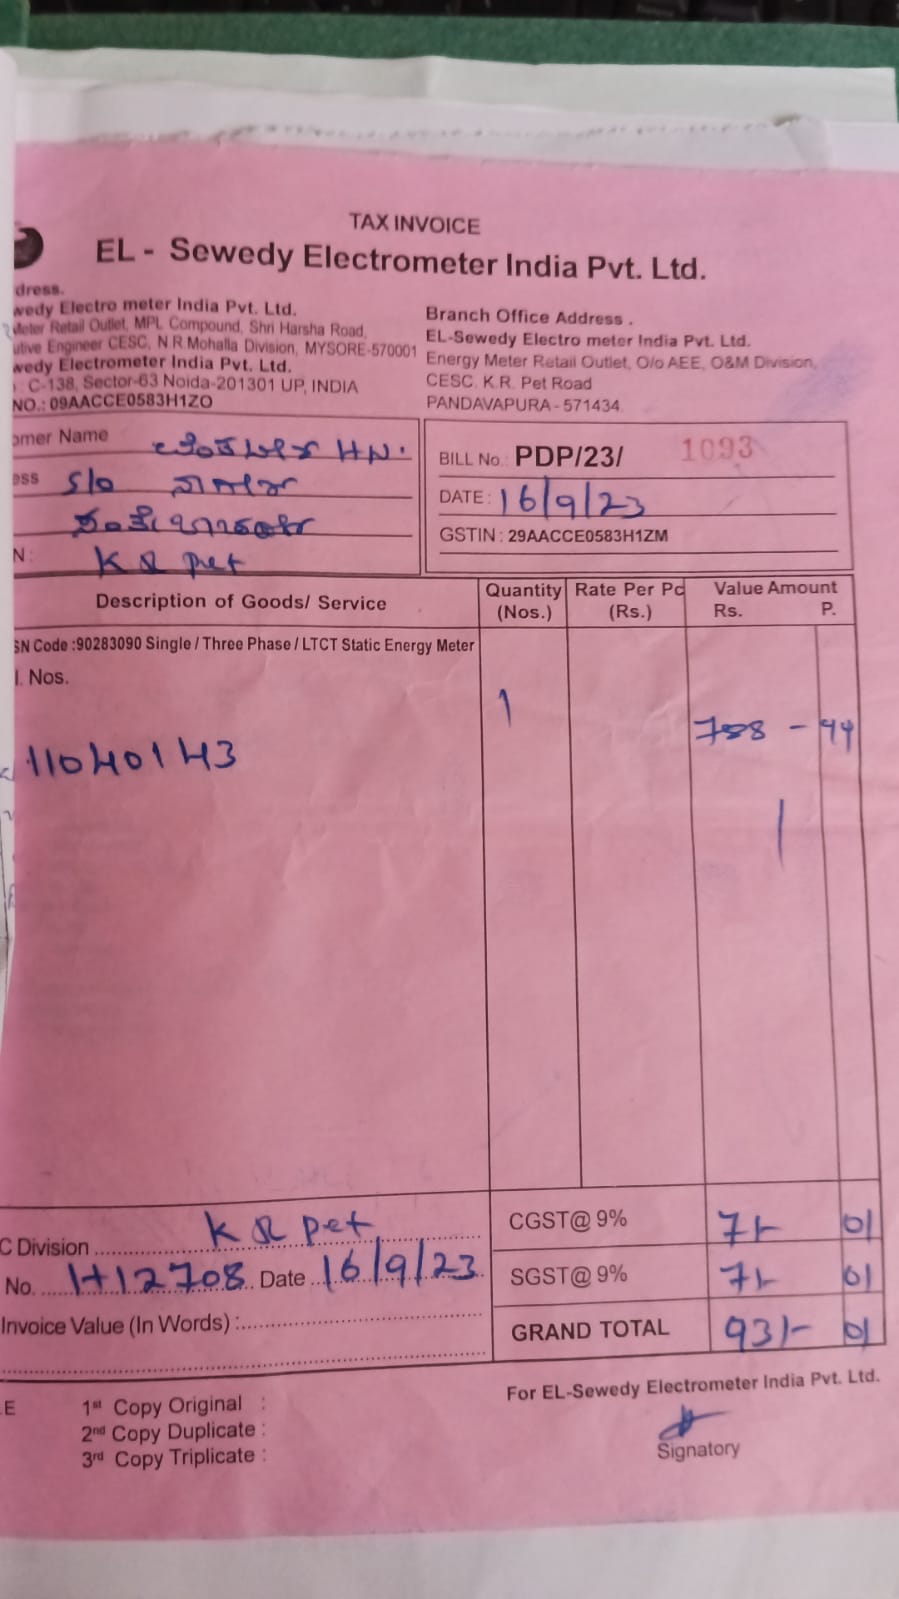 TAX INVOICE
EL - Sewedy Electrometer India Pvt. Ltd.
dress.
wedy Electro meter India Pvt. Ltd.
Meter Retail Outlet, MPL Compound, Shri Harsha Road,
utive Engineer CESC, N.R.Mohalla Division, MYSORE-570001
wedy Electrometer India Pvt. Ltd.
: C-138, Sector-63 Noida-201301 UP, INDIA
NO.: 09AACCE0583H1ZO
Branch Office Address .
EL-Sewedy Electro meter India Pvt. Ltd.
Energy Meter Retail Outlet, O/o AEE, O&M Division,
CESC. K.R. Pet Road
PANDAVAPURA - 571434.
omer Name HN.
ess S/o
N: K R Pet
BILL No.: PDP/23/ 1093
DATE : 16/9/23
GSTIN : 29AACCE0583H1ZM
Description of Goods/ Service Quantity (Nos.) Rate Per Pc (Rs.) Value Amount Rs. P.
SN Code :90283090 Single / Three Phase / LTCT Static Energy Meter
l. Nos.
1
788 - 44
11040143
C Division K R Pet
No. 1412708 Date 16/9/23
Invoice Value (In Words) :
CGST@ 9% 71- 01
SGST@ 9% 71- 01
GRAND TOTAL 931- 01
For EL-Sewedy Electrometer India Pvt. Ltd.
Signatory
E 1st Copy Original :
2nd Copy Duplicate :
3rd Copy Triplicate :